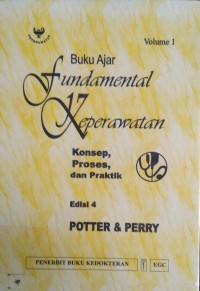 Volume 1
Buku Ajar
Fundamental
Keperawatan
Konsep,
Proses,
dan Praktik
Edisi 4
POTTER & PERRY
PENERBIT BUKU KEDOKTERAN
EGC